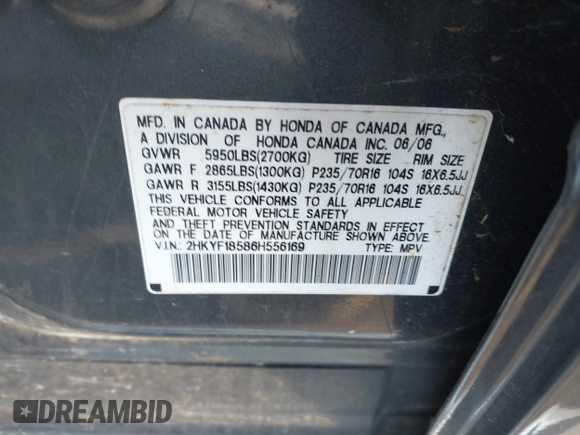 MFD. IN CANADA BY HONDA OF CANADA MFG.,
A DIVISION OF HONDA CANADA INC. 06/06
GVWR 5950LBS(2700KG) TIRE SIZE RIM SIZE
GAWR F 2865LBS(1300KG) P235/70R16 104S 16X6.5JJ
GAWR R 3155LBS(1430KG) P235/70R16 104S 16X6.5JJ
THIS VEHICLE CONFORMS TO ALL APPLICABLE
FEDERAL MOTOR VEHICLE SAFETY
AND THEFT PREVENTION STANDARDS
IN EFFECT ON THE DATE OF MANUFACTURE SHOWN ABOVE.
V.I.N.: 2HKYF18586H556169 TYPE: MPV
DREAMBID